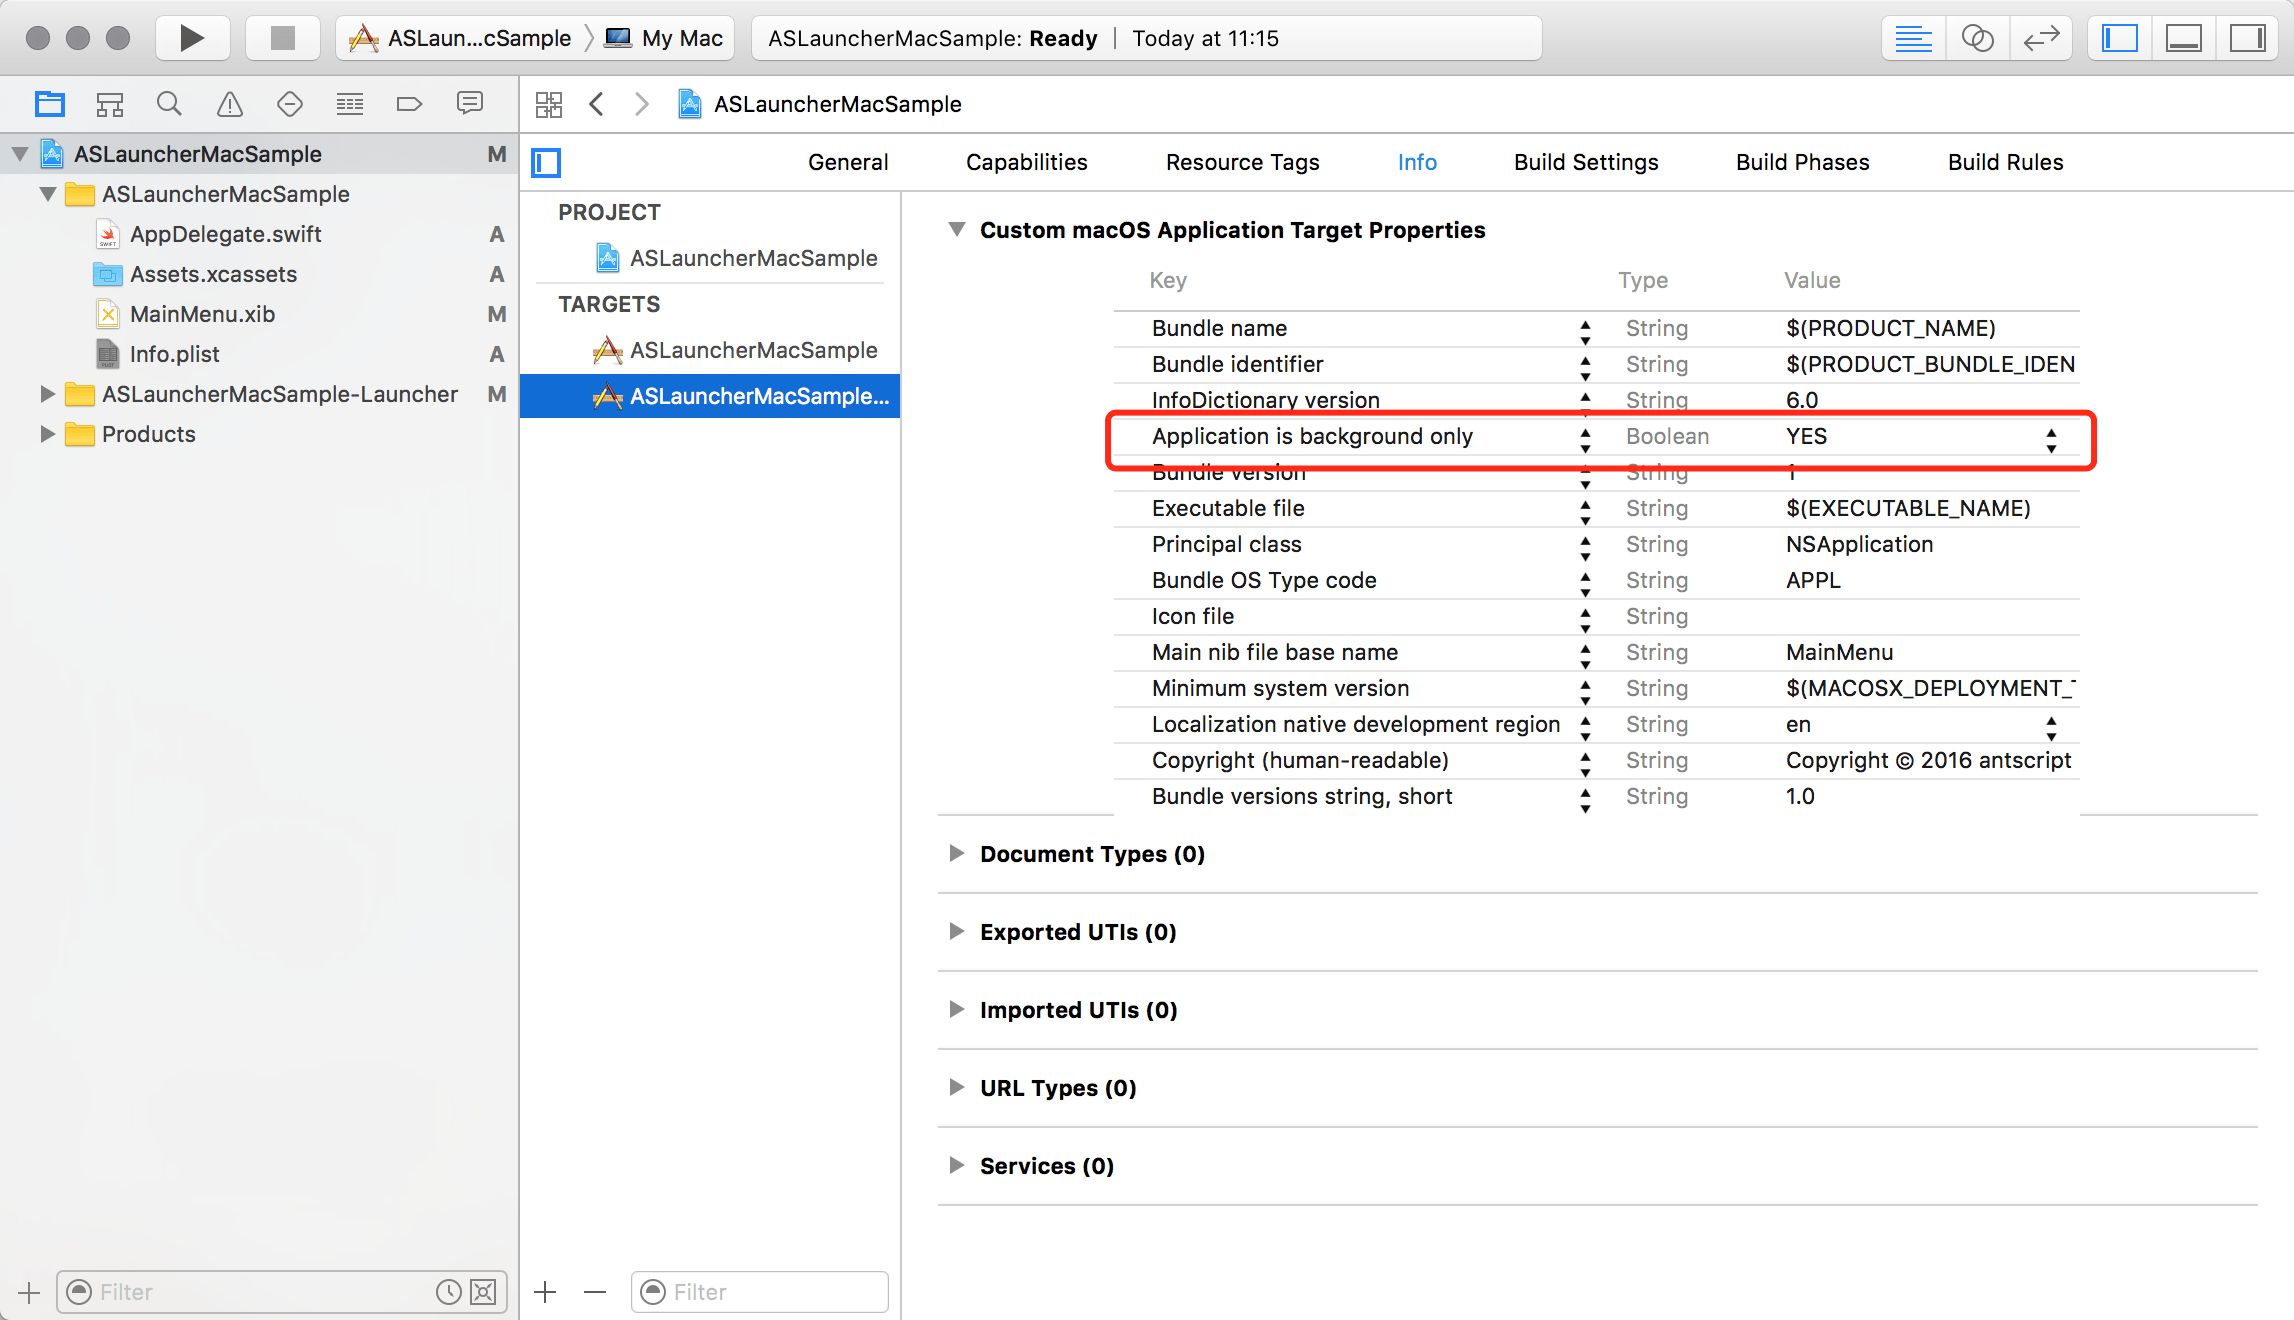 ASLaun...cSample My Mac
ASLauncherMacSample: Ready | Today at 11:15
ASLauncherMacSample
ASLauncherMacSample M
ASLauncherMacSample
AppDelegate.swift A
Assets.xcassets A
MainMenu.xib M
Info.plist A
ASLauncherMacSample-Launcher M
Products
General Capabilities Resource Tags Info Build Settings Build Phases Build Rules
PROJECT
ASLauncherMacSample
TARGETS
ASLauncherMacSample
ASLauncherMacSample...
Custom macOS Application Target Properties
Key Type Value
Bundle name String $(PRODUCT_NAME)
Bundle identifier String $(PRODUCT_BUNDLE_IDEN
InfoDictionary version String 6.0
Application is background only Boolean YES
Bundle version String 1
Executable file String $(EXECUTABLE_NAME)
Principal class String NSApplication
Bundle OS Type code String APPL
Icon file String
Main nib file base name String MainMenu
Minimum system version String $(MACOSX_DEPLOYMENT_
Localization native development region String en
Copyright (human-readable) String Copyright © 2016 antscript
Bundle versions string, short String 1.0
Document Types (0)
Exported UTIs (0)
Imported UTIs (0)
URL Types (0)
Services (0)
Filter
Filter